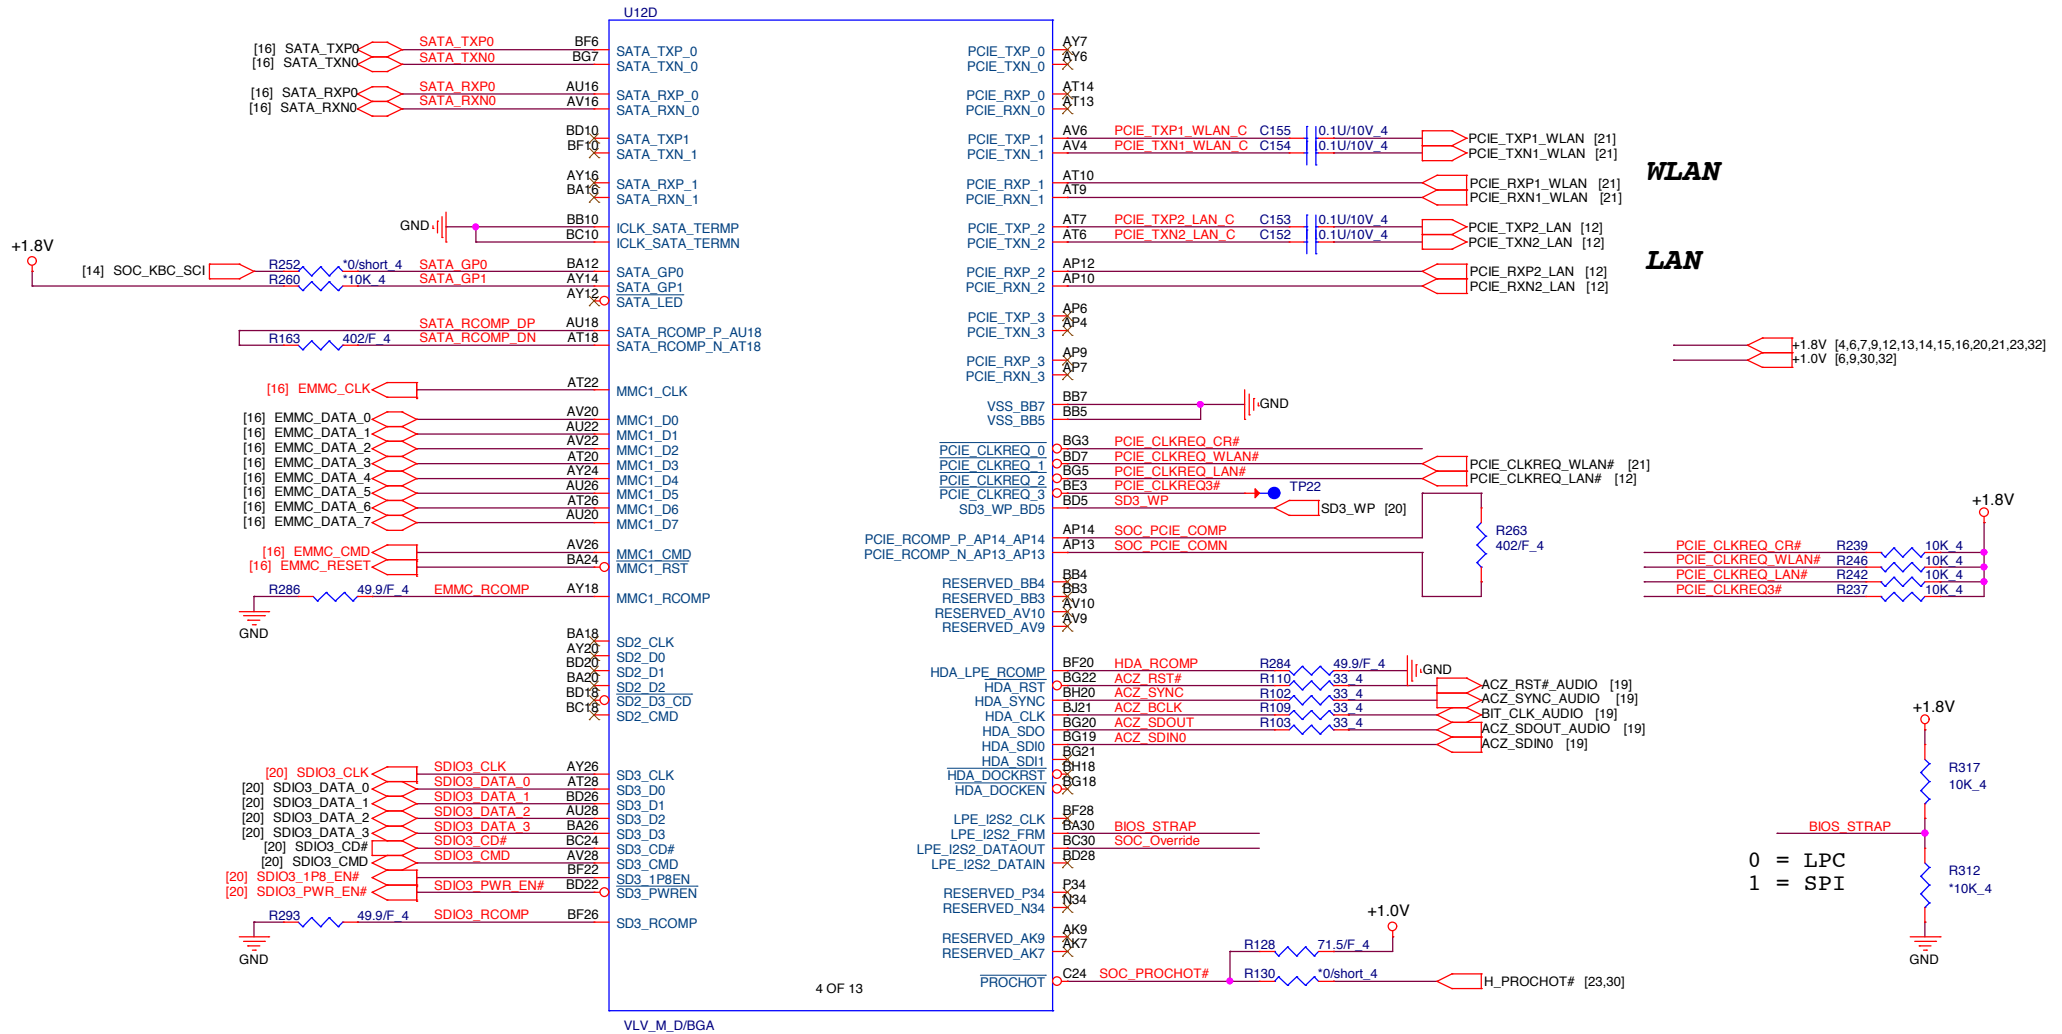 U12D
[16] SATA_TXP0 SATA_TXP0 BF6 SATA_TXP_0
[16] SATA_TXN0 SATA_TXN0 BG7 SATA_TXN_0
[16] SATA_RXP0 SATA_RXP0 AU16 SATA_RXP_0
[16] SATA_RXN0 SATA_RXN0 AV16 SATA_RXN_0
BD10 SATA_TXP1
BF10 SATA_TXN_1
AY16 SATA_RXP_1
BA16 SATA_RXN_1
GND BB10 ICLK_SATA_TERMP
BC10 ICLK_SATA_TERMN
+1.8V
[14] SOC_KBC_SCI R252 *0/short_4 SATA_GP0 BA12 SATA_GP0
R260 *10K_4 SATA_GP1 AY14 SATA_GP1
AY12 SATA_LED
SATA_RCOMP_DP AU18 SATA_RCOMP_P_AU18
R163 402/F_4 SATA_RCOMP_DN AT18 SATA_RCOMP_N_AT18
[16] EMMC_CLK AT22 MMC1_CLK
[16] EMMC_DATA_0 AV20 MMC1_D0
[16] EMMC_DATA_1 AU22 MMC1_D1
[16] EMMC_DATA_2 AV22 MMC1_D2
[16] EMMC_DATA_3 AT20 MMC1_D3
[16] EMMC_DATA_4 AY24 MMC1_D4
[16] EMMC_DATA_5 AU26 MMC1_D5
[16] EMMC_DATA_6 AT26 MMC1_D6
[16] EMMC_DATA_7 AU20 MMC1_D7
[16] EMMC_CMD AV26 MMC1_CMD
[16] EMMC_RESET BA24 MMC1_RST
R286 49.9/F_4 EMMC_RCOMP AY18 MMC1_RCOMP
GND
BA18 SD2_CLK
AY20 SD2_D0
BD20 SD2_D1
BA20 SD2_D2
BD18 SD2_D3_CD
BC18 SD2_CMD
[20] SDIO3_CLK SDIO3_CLK AY26 SD3_CLK
[20] SDIO3_DATA_0 SDIO3_DATA_0 AT28 SD3_D0
[20] SDIO3_DATA_1 SDIO3_DATA_1 BD26 SD3_D1
[20] SDIO3_DATA_2 SDIO3_DATA_2 AU28 SD3_D2
[20] SDIO3_DATA_3 SDIO3_DATA_3 BA26 SD3_D3
[20] SDIO3_CD# SDIO3_CD# BC24 SD3_CD#
[20] SDIO3_CMD SDIO3_CMD AV28 SD3_CMD
[20] SDIO3_1P8_EN# BF22 SD3_1P8EN
[20] SDIO3_PWR_EN# SDIO3_PWR_EN# BD22 SD3_PWREN
R293 49.9/F_4 SDIO3_RCOMP BF26 SD3_RCOMP
GND
PCIE_TXP_0 AY7
PCIE_TXN_0 AY6
PCIE_RXP_0 AT14
PCIE_RXN_0 AT13
PCIE_TXP_1 AV6 PCIE_TXP1_WLAN_C C155 0.1U/10V_4 PCIE_TXP1_WLAN [21]
PCIE_TXN_1 AV4 PCIE_TXN1_WLAN_C C154 0.1U/10V_4 PCIE_TXN1_WLAN [21]
WLAN
PCIE_RXP_1 AT10 PCIE_RXP1_WLAN [21]
PCIE_RXN_1 AT9 PCIE_RXN1_WLAN [21]
PCIE_TXP_2 AT7 PCIE_TXP2_LAN_C C153 0.1U/10V_4 PCIE_TXP2_LAN [12]
PCIE_TXN_2 AT6 PCIE_TXN2_LAN_C C152 0.1U/10V_4 PCIE_TXN2_LAN [12]
LAN
PCIE_RXP_2 AP12 PCIE_RXP2_LAN [12]
PCIE_RXN_2 AP10 PCIE_RXN2_LAN [12]
PCIE_TXP_3 AP6
PCIE_TXN_3 AP4
PCIE_RXP_3 AP9
PCIE_RXN_3 AP7
+1.8V [4,6,7,9,12,13,14,15,16,20,21,23,32]
+1.0V [6,9,30,32]
VSS_BB7 BB7 GND
VSS_BB5 BB5
PCIE_CLKREQ_0 BG3 PCIE_CLKREQ_CR#
PCIE_CLKREQ_1 BD7 PCIE_CLKREQ_WLAN# PCIE_CLKREQ_WLAN# [21]
PCIE_CLKREQ_2 BG5 PCIE_CLKREQ_LAN# PCIE_CLKREQ_LAN# [12]
PCIE_CLKREQ_3 BE3 PCIE_CLKREQ3# TP22
SD3_WP_BD5 BD5 SD3_WP SD3_WP [20]
PCIE_RCOMP_P_AP14_AP14 AP14 SOC_PCIE_COMP
PCIE_RCOMP_N_AP13_AP13 AP13 SOC_PCIE_COMN
R263
402/F_4
+1.8V
PCIE_CLKREQ_CR# R239 10K_4
PCIE_CLKREQ_WLAN# R246 10K_4
PCIE_CLKREQ_LAN# R242 10K_4
PCIE_CLKREQ3# R237 10K_4
RESERVED_BB4 BB4
RESERVED_BB3 BB3
RESERVED_AV10 AV10
RESERVED_AV9 AV9
HDA_LPE_RCOMP BF20 HDA_RCOMP R284 49.9/F_4 GND
HDA_RST BG22 ACZ_RST# R110 33_4 ACZ_RST#_AUDIO [19]
HDA_SYNC BH20 ACZ_SYNC R102 33_4 ACZ_SYNC_AUDIO [19]
HDA_CLK BJ21 ACZ_BCLK R109 33_4 BIT_CLK_AUDIO [19]
HDA_SDO BG20 ACZ_SDOUT R103 33_4 ACZ_SDOUT_AUDIO [19]
HDA_SDI0 BG19 ACZ_SDIN0 ACZ_SDIN0 [19]
HDA_SDI1 BG21
HDA_DOCKRST BH18
HDA_DOCKEN BG18
LPE_I2S2_CLK BF28
LPE_I2S2_FRM BA30 BIOS_STRAP
LPE_I2S2_DATAOUT BC30 SOC_Override
LPE_I2S2_DATAIN BD28
RESERVED_P34 P34
RESERVED_N34 N34
RESERVED_AK9 AK9
RESERVED_AK7 AK7
+1.0V
R128 71.5/F_4
PROCHOT C24 SOC_PROCHOT# R130 *0/short_4 H_PROCHOT# [23,30]
+1.8V
R317
10K_4
BIOS_STRAP
0 = LPC
1 = SPI
R312
*10K_4
GND
4 OF 13
VLV_M_D/BGA